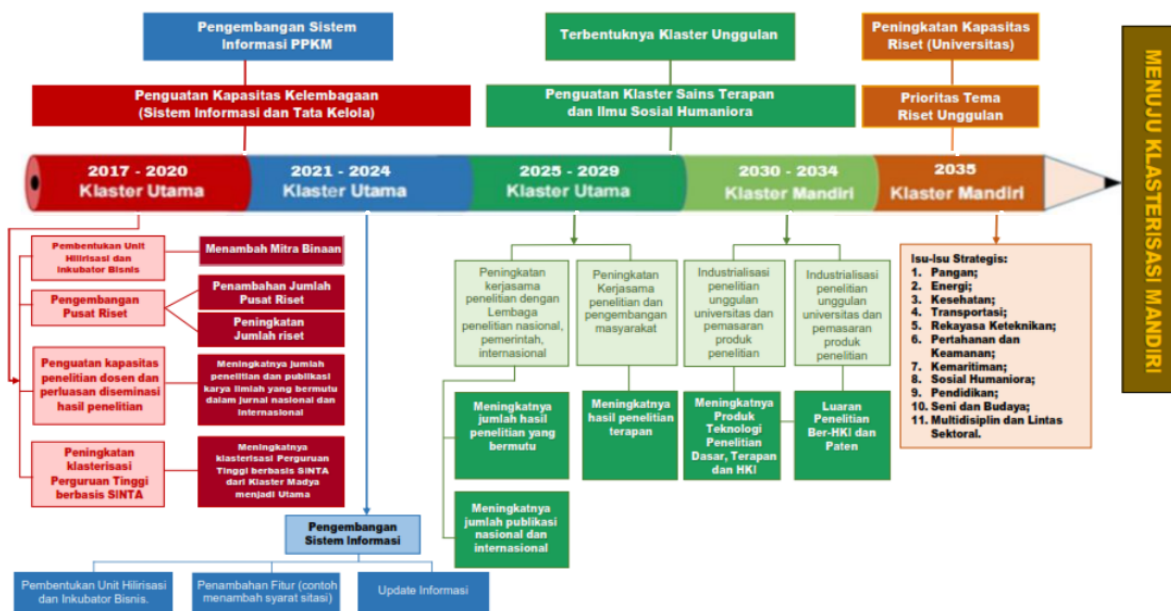 Pengembangan Sistem
Informasi PPKM
Terbentuknya Klaster Unggulan
Peningkatan Kapasitas
Riset (Universitas)
Penguatan Kapasitas Kelembagaan
(Sistem Informasi dan Tata Kelola)
Penguatan Klaster Sains Terapan
dan Ilmu Sosial Humaniora
Prioritas Tema
Riset Unggulan
MENUJU KLASTERISASI MANDIRI
2017 - 2020
Klaster Utama
2021 - 2024
Klaster Utama
2025 - 2029
Klaster Utama
2030 - 2034
Klaster Mandiri
2035
Klaster Mandiri
Pembentukan Unit
Hilirisasi dan
Inkubator Bisnis
Menambah Mitra Binaan
Pengembangan
Pusat Riset
Penambahan Jumlah
Pusat Riset
Peningkatan
Jumlah riset
Penguatan kapasitas
penelitian dosen dan
perluasan diseminasi
hasil penelitian
Meningkatnya jumlah
penelitian dan publikasi
karya ilmiah yang bermutu
dalam jurnal nasional dan
internasional
Peningkatan
klasterisasi
Perguruan Tinggi
berbasis SINTA
Meningkatnya
klasterisasi Perguruan
Tinggi berbasis SINTA
dari Klaster Madya
menjadi Utama
Pengembangan
Sistem Informasi
Pembentukan Unit Hilirisasi
dan Inkubator Bisnis.
Penambahan Fitur (contoh
menambah syarat sitasi)
Update Informasi
Peningkatan
kerjasama
penelitian dengan
Lembaga
penelitian nasional,
pemerintah,
internasional
Peningkatan
Kerjasama
penelitian dan
pengembangan
masyarakat
Industrialisasi
penelitian
unggulan
universitas dan
pemasaran
produk
penelitian
Industrialisasi
penelitian
unggulan
universitas dan
pemasaran
produk
penelitian
Meningkatnya
jumlah hasil
penelitian yang
bermutu
Meningkatnya
hasil penelitian
terapan
Meningkatnya
Produk
Teknologi
Penelitian
Dasar, Terapan
dan HKI
Luaran
Penelitian
Ber-HKI dan
Paten
Meningkatnya
jumlah publikasi
nasional dan
internasional
Isu-Isu Strategis:
1. Pangan;
2. Energi;
3. Kesehatan;
4. Transportasi;
5. Rekayasa Keteknikan;
6. Pertahanan dan
Keamanan;
7. Kemaritiman;
8. Sosial Humaniora;
9. Pendidikan;
10. Seni dan Budaya;
11. Multidisiplin dan Lintas
Sektoral.